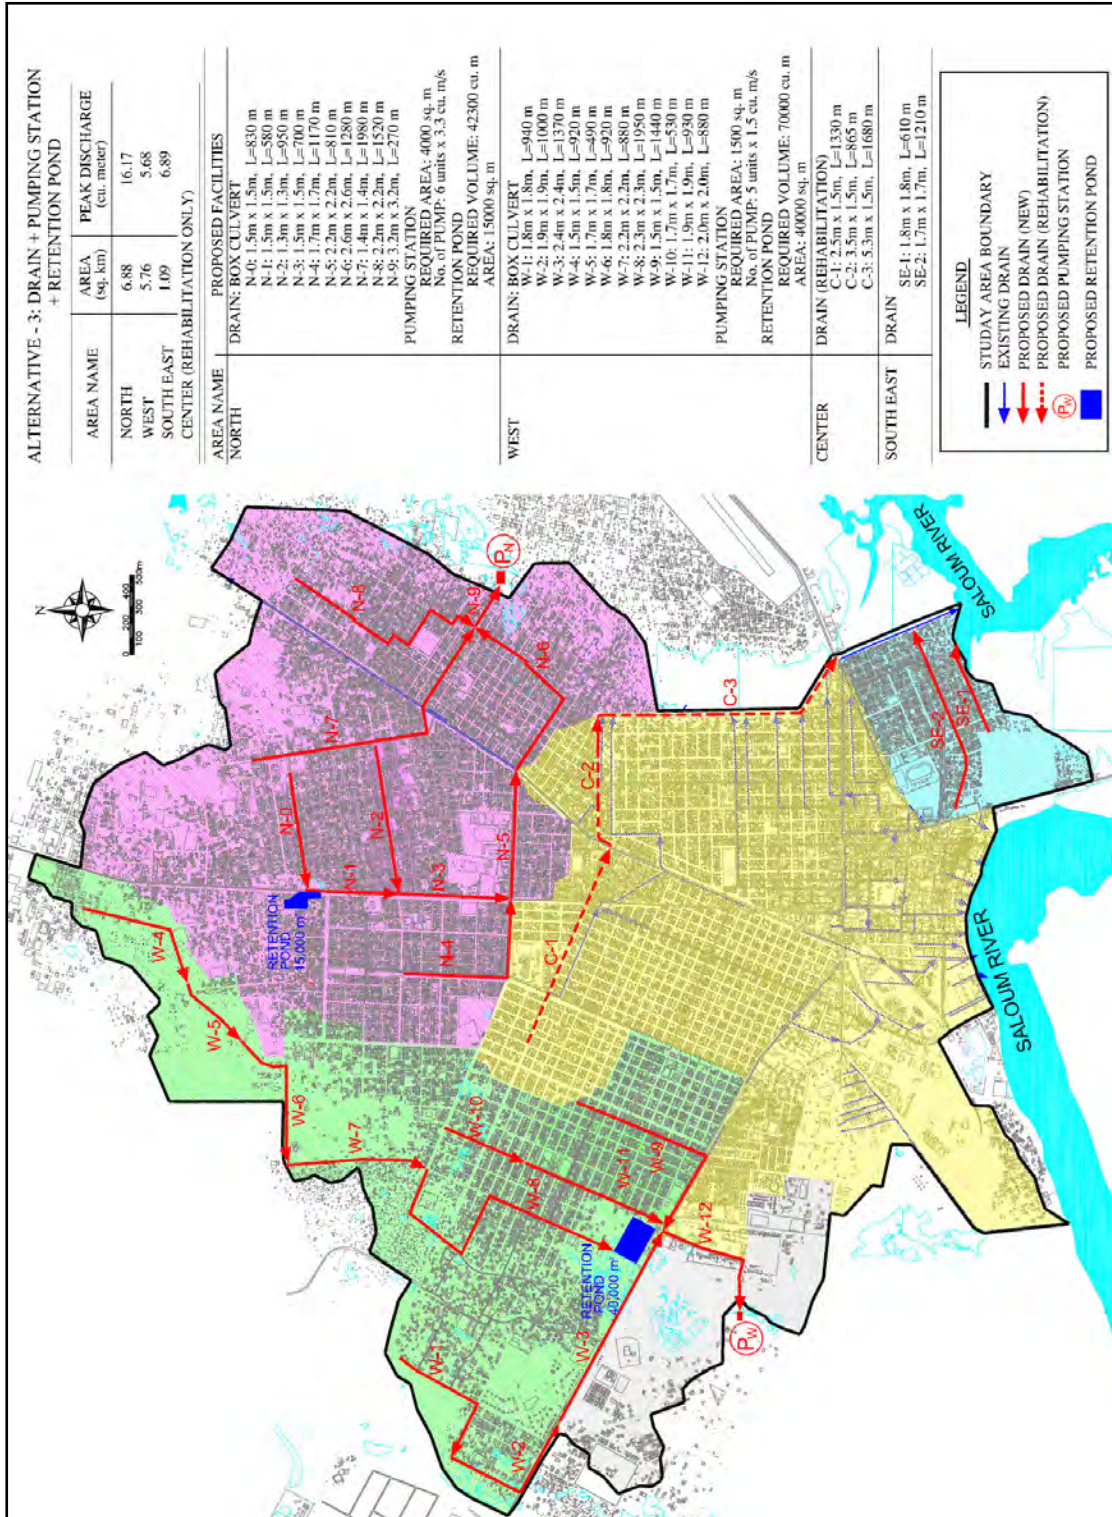 ALTERNATIVE - 3: DRAIN + PUMPING STATION
+ RETENTION POND
AREA NAME AREA PEAK DISCHARGE
(sq. km) (cu. meter)
NORTH 6.88 16.17
WEST 5.76 5.68
SOUTH EAST 1.09 6.89
CENTER (REHABILITATION ONLY)
AREA NAME PROPOSED FACILITIES
NORTH DRAIN: BOX CULVERT
N-0: 1.5m x 1.5m, L=830 m
N-1: 1.5m x 1.5m, L=580 m
N-2: 1.3m x 1.3m, L=950 m
N-3: 1.5m x 1.5m, L=700 m
N-4: 1.7m x 1.7m, L=1170 m
N-5: 2.2m x 2.2m, L=810 m
N-6: 2.6m x 2.6m, L=1280 m
N-7: 1.4m x 1.4m, L=1980 m
N-8: 2.2m x 2.2m, L=1520 m
N-9: 3.2m x 3.2m, L=270 m
PUMPING STATION
REQUIRED AREA: 4000 sq. m
No. of PUMP: 6 units x 3.3 cu. m/s
RETENTION POND
REQUIRED VOLUME: 42300 cu. m
AREA: 15000 sq. m
WEST DRAIN: BOX CULVERT
W-1: 1.8m x 1.8m, L=940 m
W-2: 1.9m x 1.9m, L=1000 m
W-3: 2.4m x 2.4m, L=1370 m
W-4: 1.5m x 1.5m, L=920 m
W-5: 1.7m x 1.7m, L=490 m
W-6: 1.8m x 1.8m, L=920 m
W-7: 2.2m x 2.2m, L=880 m
W-8: 2.3m x 2.3m, L=1950 m
W-9: 1.5m x 1.5m, L=1440 m
W-10: 1.7m x 1.7m, L=530 m
W-11: 1.9m x 1.9m, L=930 m
W-12: 2.0m x 2.0m, L=880 m
PUMPING STATION
REQUIRED AREA: 1500 sq. m
No. of PUMP: 5 units x 1.5 cu. m/s
RETENTION POND
REQUIRED VOLUME: 70000 cu. m
AREA: 40000 sq. m
CENTER DRAIN (REHABILITATION)
C-1: 2.5m x 1.5m, L=1330 m
C-2: 3.5m x 1.5m, L=865 m
C-3: 5.3m x 1.5m, L=1680 m
SOUTH EAST DRAIN
SE-1: 1.8m x 1.8m, L=610 m
SE-2: 1.7m x 1.7m, L=1210 m
LEGEND
STUDAY AREA BOUNDARY
EXISTING DRAIN
PROPOSED DRAIN (NEW)
PROPOSED DRAIN (REHABILITATION)
PW PROPOSED PUMPING STATION
PROPOSED RETENTION POND
N
0 200 400 500m
100 300
N-8
N-9
PN
N-6
N-7
N-0
N-2
N-1
N-3
N-5
N-4
RETENTION
POND
15,000 m²
W-4
W-5
W-6
W-7
W-10
W-8
W-11
W-9
W-12
RETENTION
POND
40,000 m²
W-3
W-1
W-2
PW
C-1
C-2
C-3
SE-2
SE-1
SALOUM RIVER
SALOUM RIVER